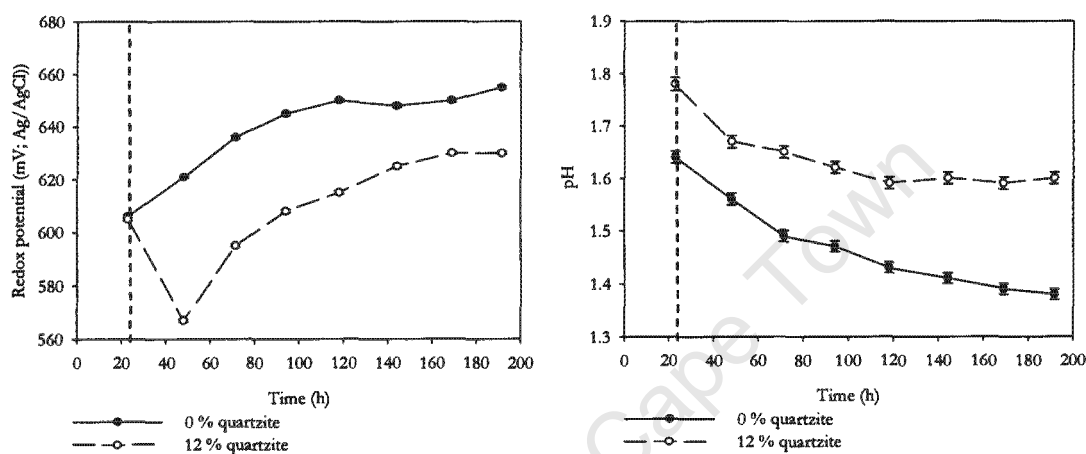 680
660
640
620
600
580
560
Redox potential (mV; Ag/AgCl))
0 20 40 60 80 100 120 140 160 180 200
Time (h)
0 % quartzite
12 % quartzite
1.9
1.8
1.7
1.6
1.5
1.4
1.3
pH
0 20 40 60 80 100 120 140 160 180 200
Time (h)
0 % quartzite
12 % quartzite
Cape Town